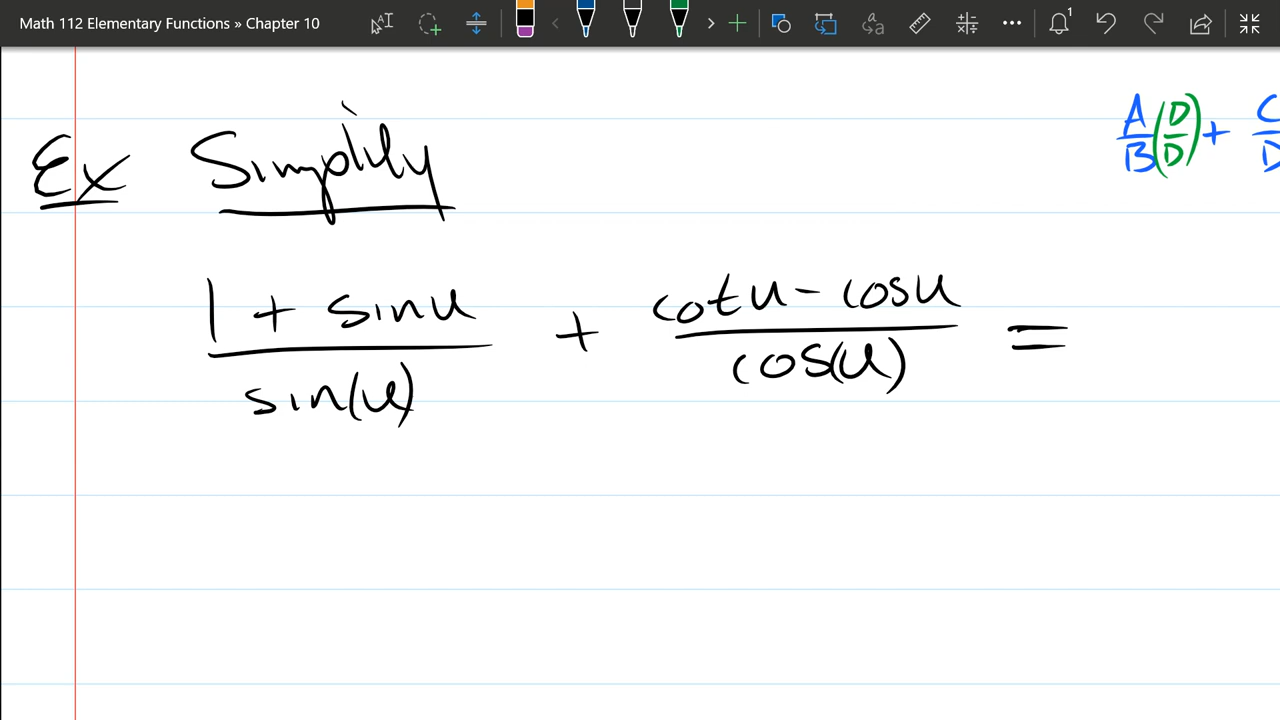 Math 112 Elementary Functions » Chapter 10
A/B (D/D) + C/D
Ex Simplify
(1 + sinu)/sin(u) + (cotu - cosu)/cos(u) =